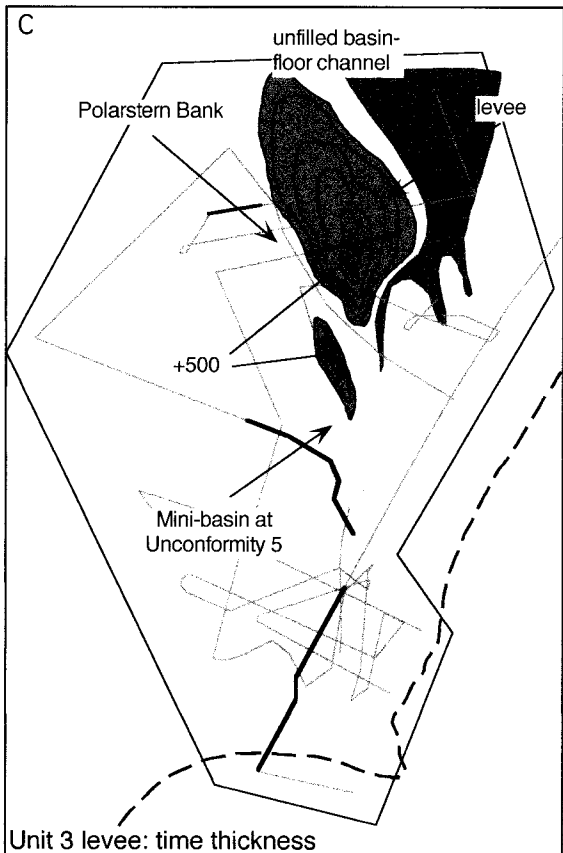 C
unfilled basin-
floor channel
levee
Polarstern Bank
+500
Mini-basin at
Unconformity 5
Unit 3 levee: time thickness